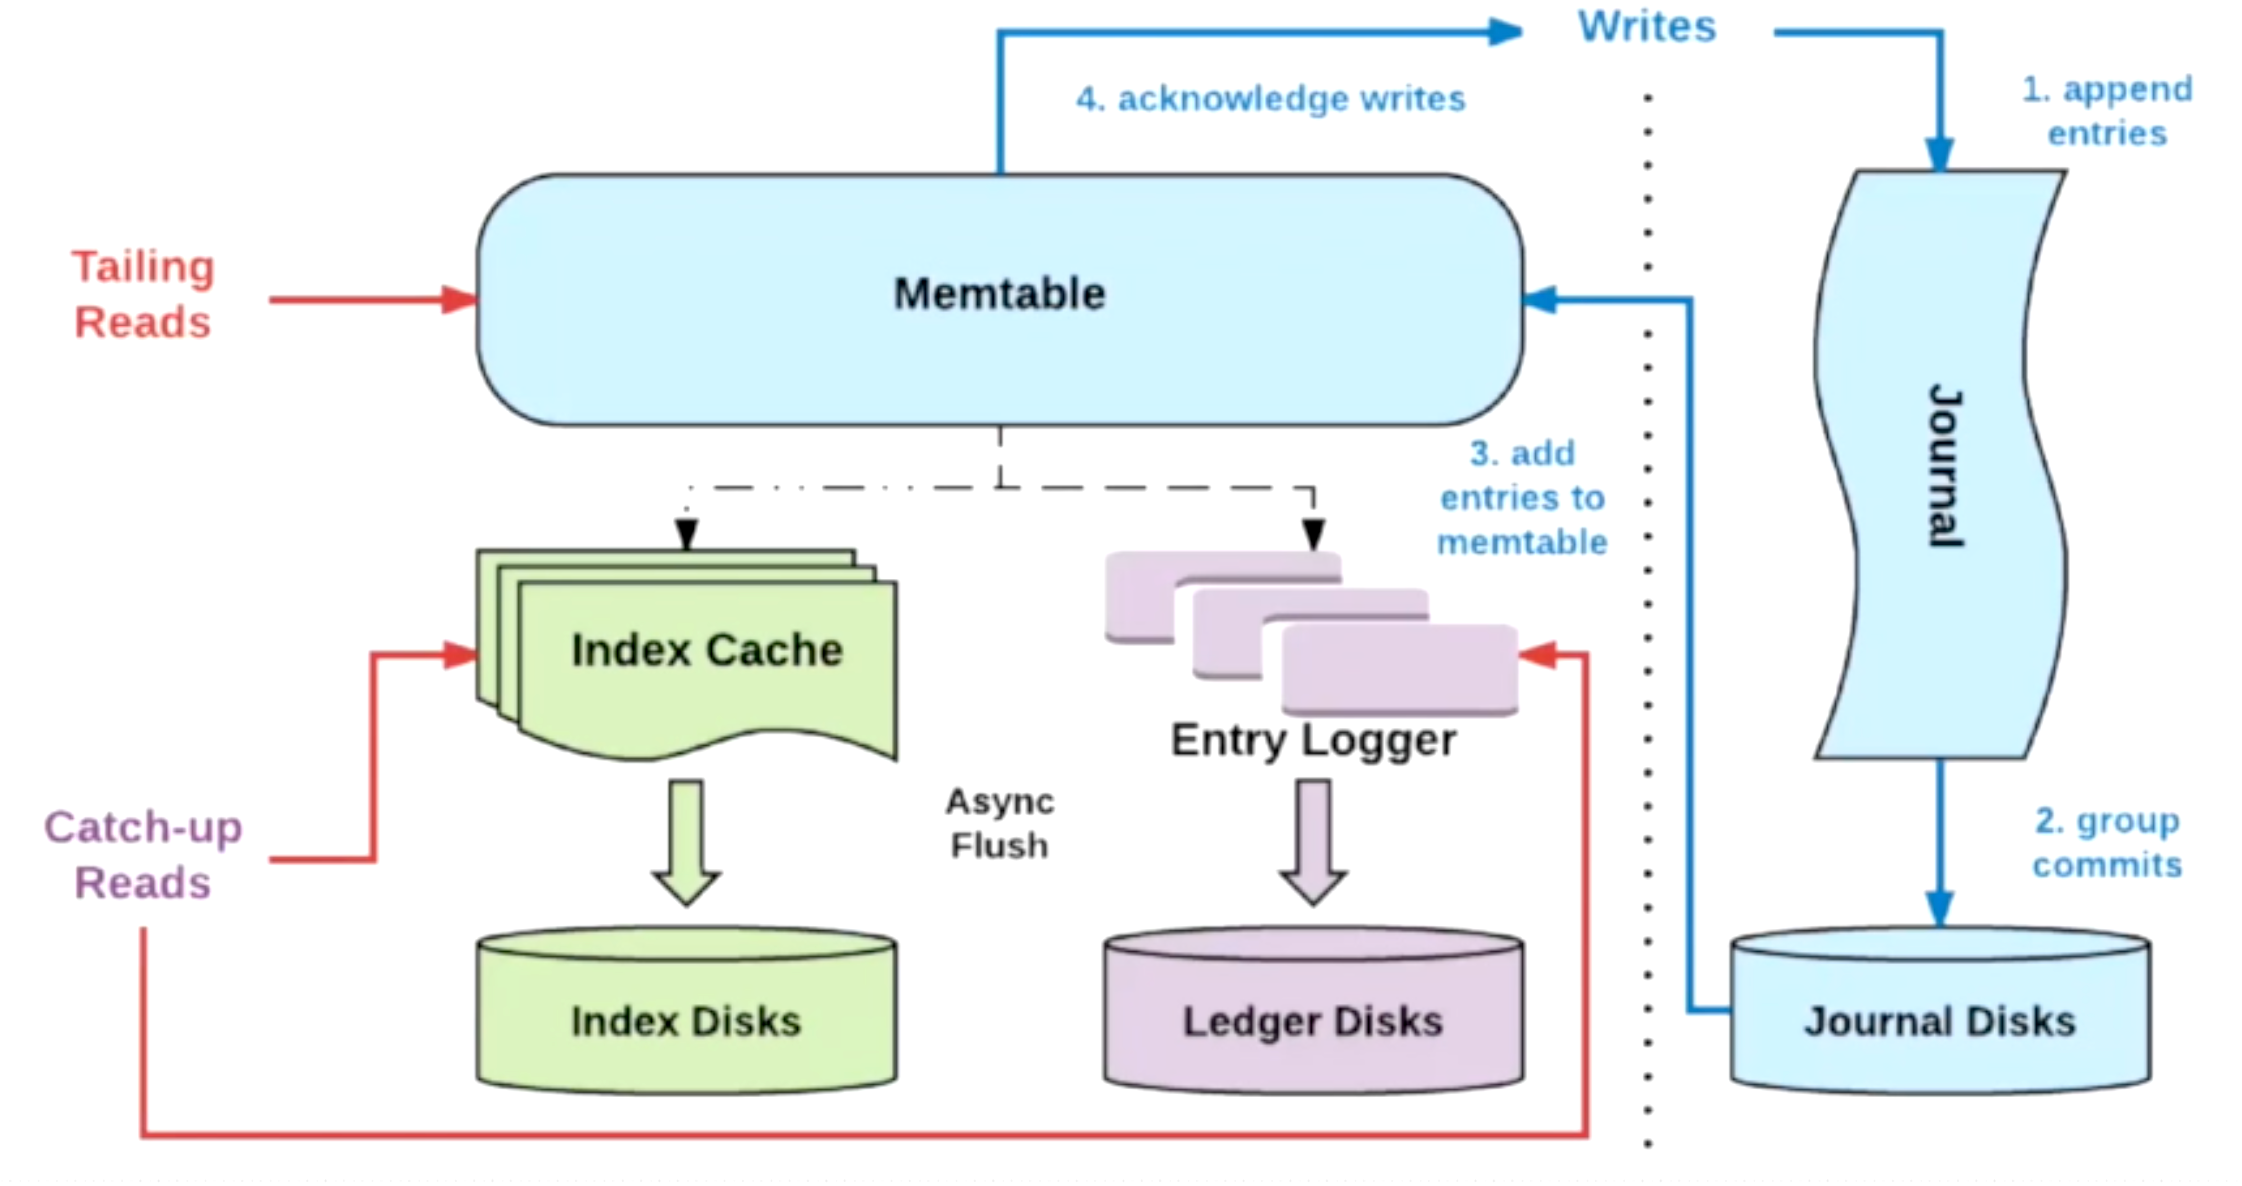 Writes
4. acknowledge writes
1. append
entries
Tailing
Reads
Memtable
Journal
3. add
entries to
memtable
Index Cache
Entry Logger
Async
Flush
Catch-up
Reads
2. group
commits
Index Disks
Ledger Disks
Journal Disks